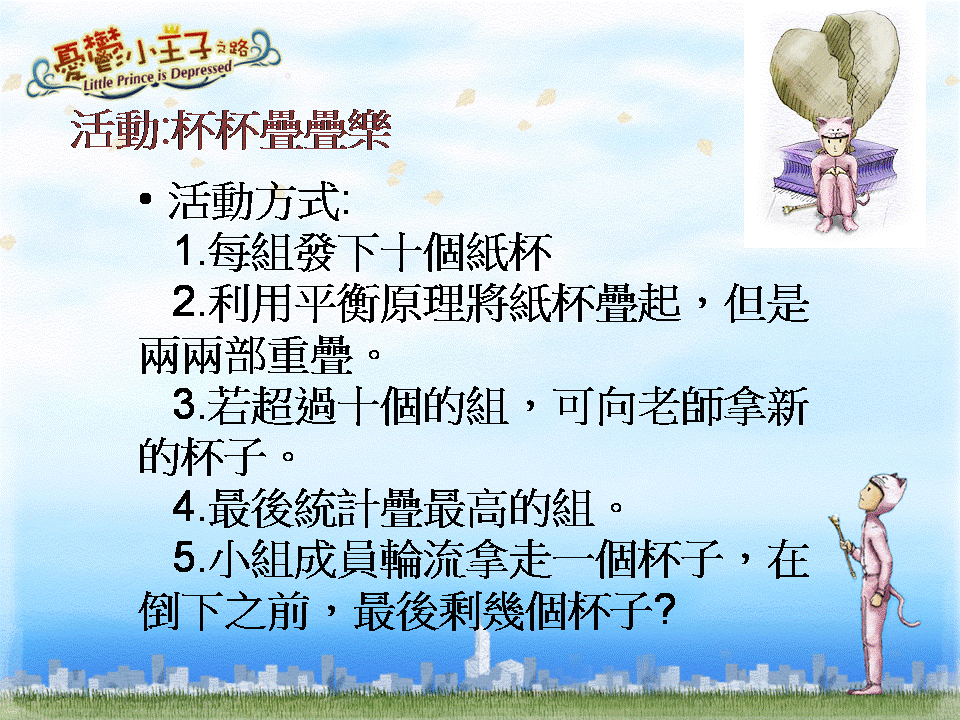 憂鬱小王子之路
Little Prince is Depressed
活動:杯杯疊疊樂
• 活動方式:
1.每組發下十個紙杯
2.利用平衡原理將紙杯疊起，但是
兩兩部重疊。
3.若超過十個的組，可向老師拿新
的杯子。
4.最後統計疊最高的組。
5.小組成員輪流拿走一個杯子，在
倒下之前，最後剩幾個杯子?